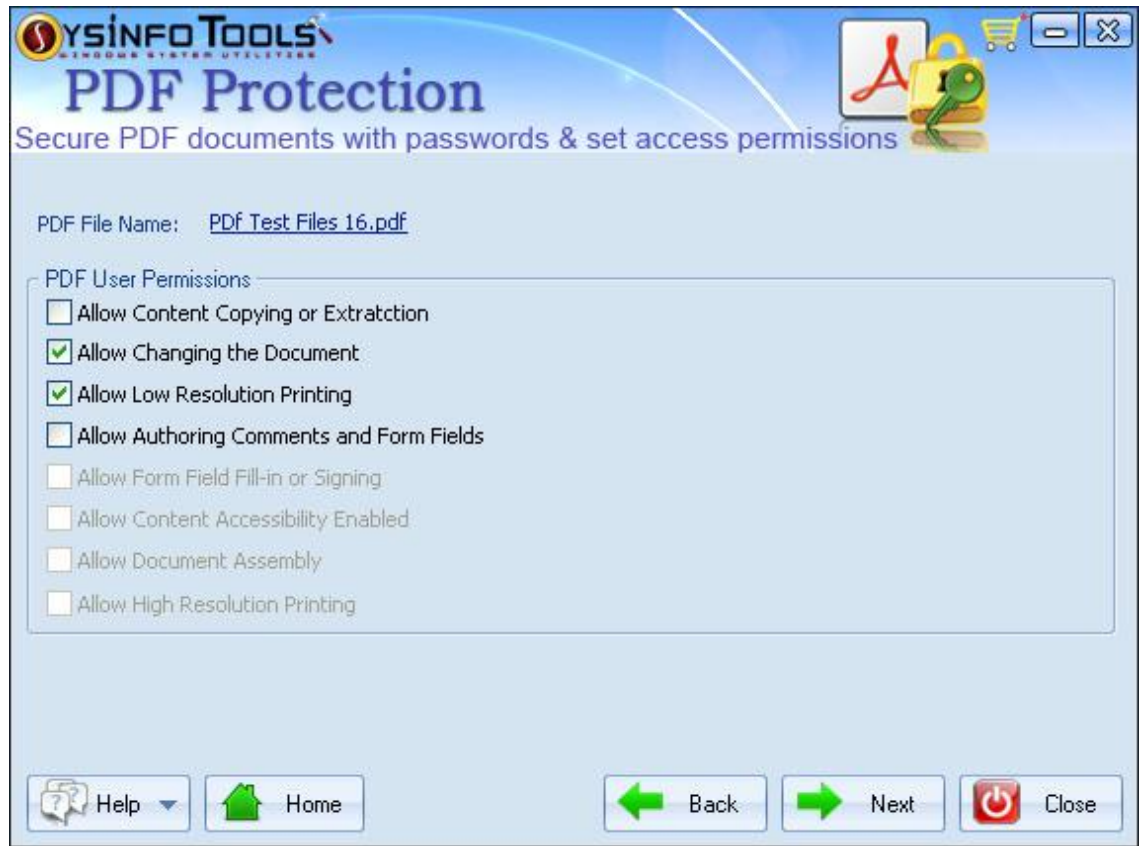 SYSINFO TOOLS
WINDOWS SYSTEM UTILITIES
PDF Protection
Secure PDF documents with passwords & set access permissions
PDF File Name: PDf Test Files 16.pdf
PDF User Permissions
Allow Content Copying or Extratction
Allow Changing the Document
Allow Low Resolution Printing
Allow Authoring Comments and Form Fields
Allow Form Field Fill-in or Signing
Allow Content Accessibility Enabled
Allow Document Assembly
Allow High Resolution Printing
Help Home Back Next Close